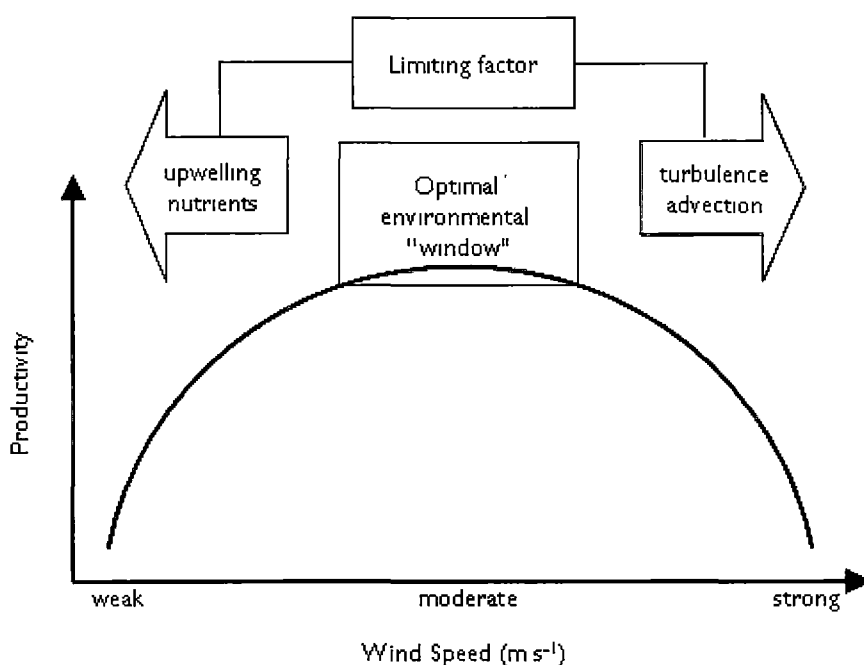 Limiting factor
upwelling
nutrients
Optimal
environmental
"window"
turbulence
advection
Productivity
weak
moderate
strong
Wind Speed (m s⁻¹)